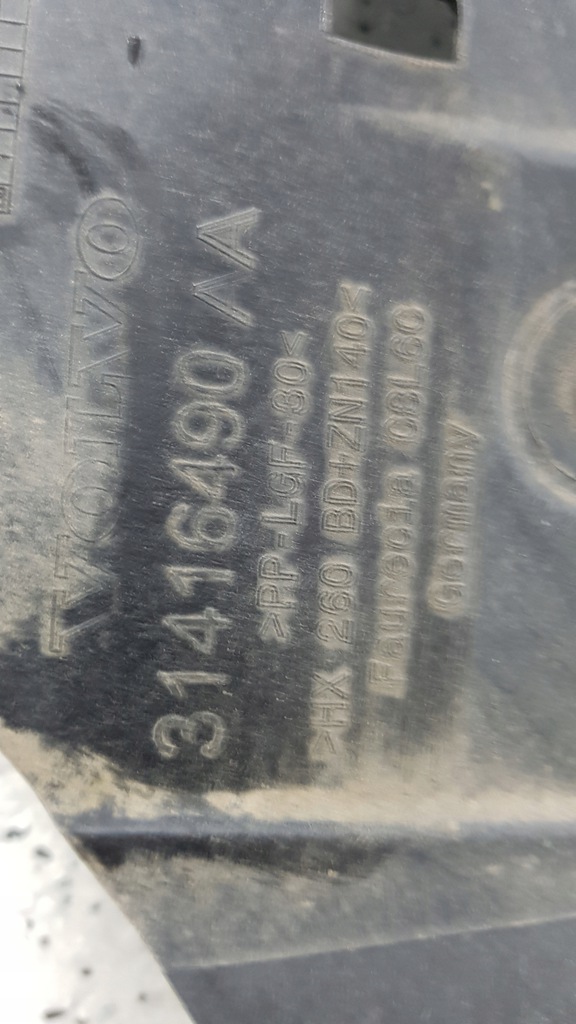 VOLVO
31416490 AA
>PP-LGF-30<
>HX 260 BD+ZN140<
Faurecia 08L60
Germany